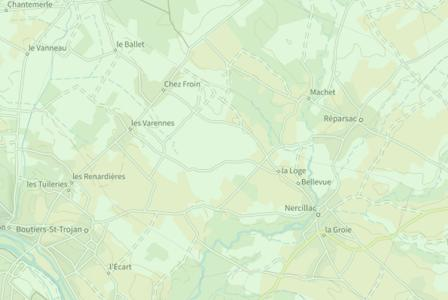 Chantemerle
le Vanneau
le Ballet
Chez Froin
Machet
Réparsac
les Varennes
la Loge
les Renardières
Bellevue
les Tuileries
Nercillac
Boutiers-St-Trojan
la Groie
l'Écart